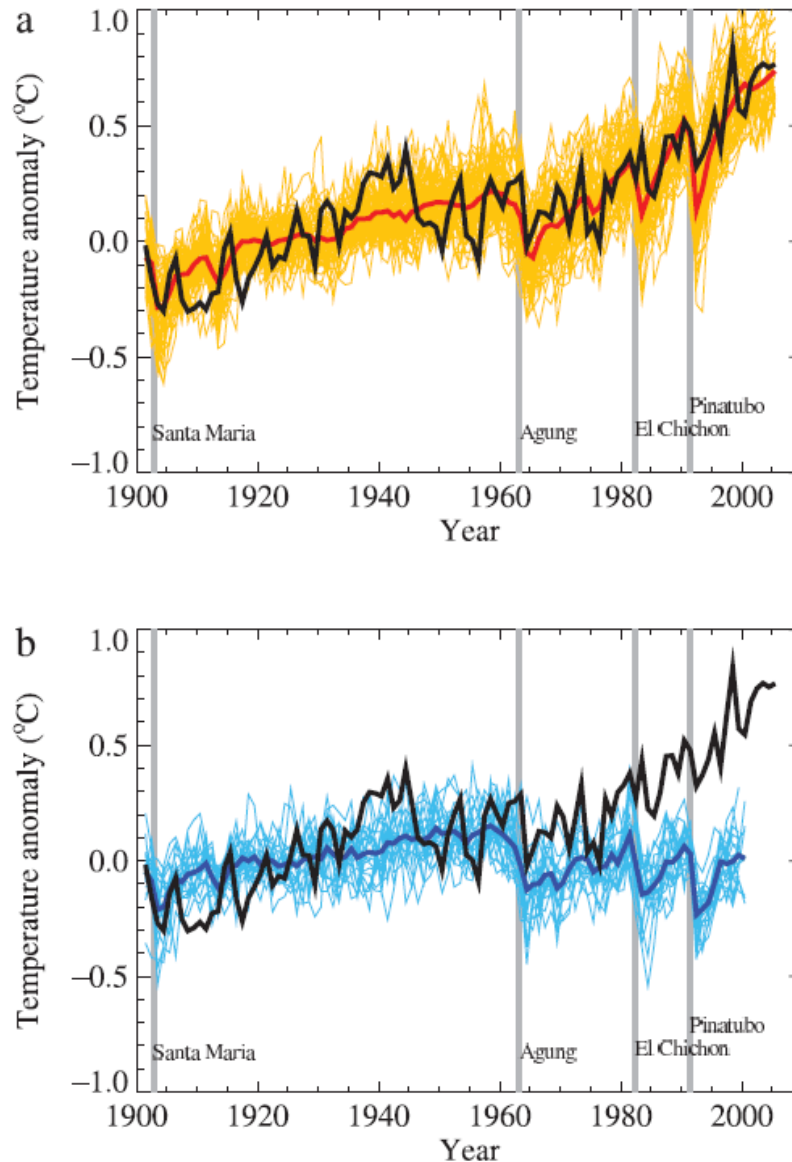 a
Temperature anomaly (°C)
1.0
0.5
0.0
−0.5
−1.0
Santa Maria
Agung
El Chichon
Pinatubo
1900 1920 1940 1960 1980 2000
Year
b
Temperature anomaly (°C)
1.0
0.5
0.0
−0.5
−1.0
Santa Maria
Agung
El Chichon
Pinatubo
1900 1920 1940 1960 1980 2000
Year